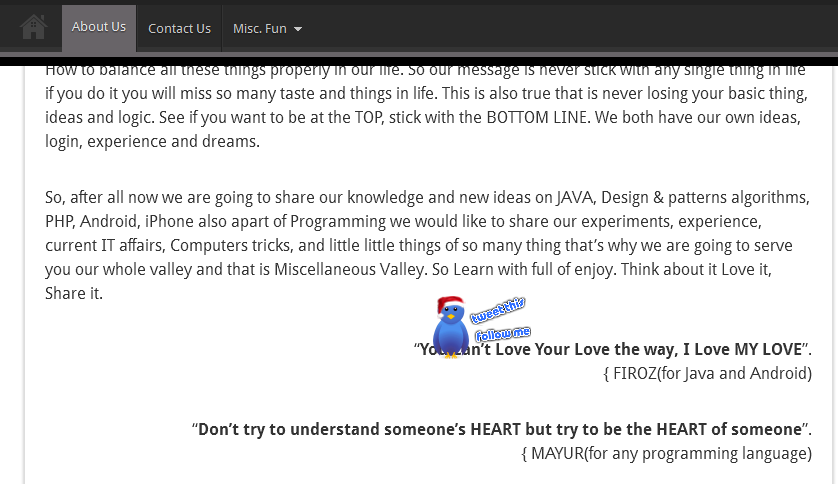 About Us
Contact Us
Misc. Fun
How to balance all these things properly in our life. So our message is never stick with any single thing in life
if you do it you will miss so many taste and things in life. This is also true that is never losing your basic thing,
ideas and logic. See if you want to be at the TOP, stick with the BOTTOM LINE. We both have our own ideas,
login, experience and dreams.
So, after all now we are going to share our knowledge and new ideas on JAVA, Design & patterns algorithms,
PHP, Android, iPhone also apart of Programming we would like to share our experiments, experience,
current IT affairs, Computers tricks, and little little things of so many thing that’s why we are going to serve
you our whole valley and that is Miscellaneous Valley. So Learn with full of enjoy. Think about it Love it,
Share it.
tweet this
follow me
“You can’t Love Your Love the way, I Love MY LOVE”.
{ FIROZ(for Java and Android)
“Don’t try to understand someone’s HEART but try to be the HEART of someone”.
{ MAYUR(for any programming language)